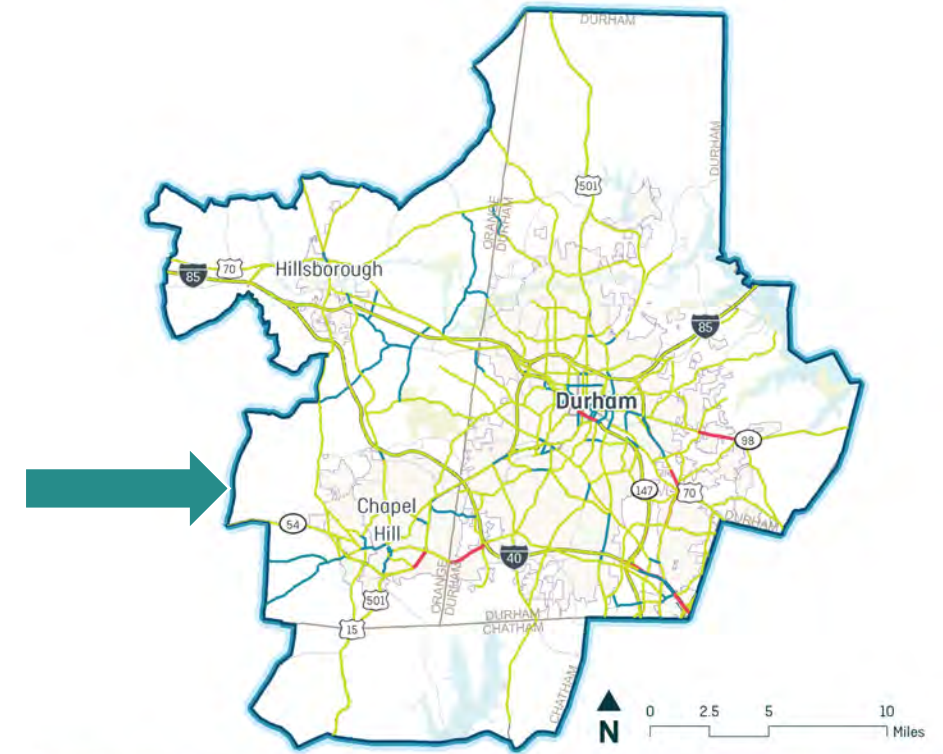 DURHAM
DURHAM
501
ORANGE
DURHAM
70
Hillsborough
85
85
Durham
98
147
70
Chapel
Hill
54
DURHAM
40
ORANGE
DURHAM
501
DURHAM
CHATHAM
15
CHATHAM
N
0 2.5 5 10
Miles